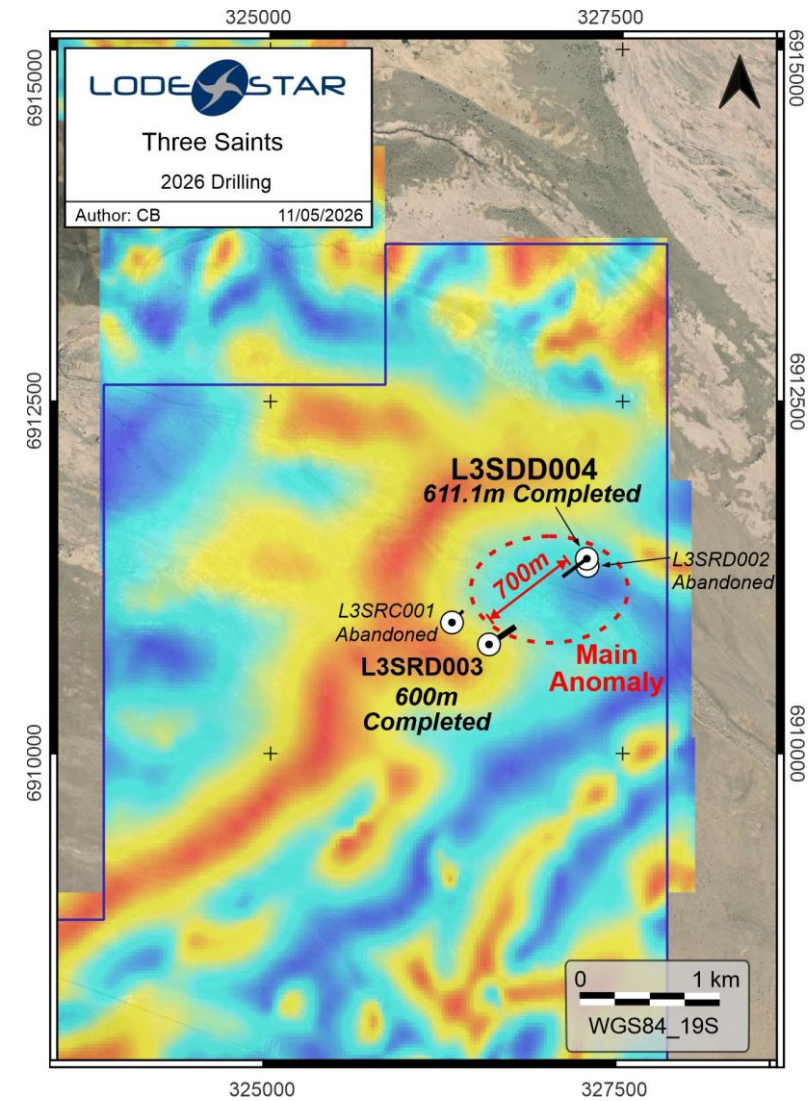 325000
327500
6915000
6915000
LODESTAR
Three Saints
2026 Drilling
Author: CB
11/05/2026
6912500
6912500
L3SDD004
611.1m Completed
700m
L3SRD002
Abandoned
L3SRC001
Abandoned
L3SRD003
600m
Completed
Main
Anomaly
6910000
6910000
0
1 km
WGS84_19S
325000
327500